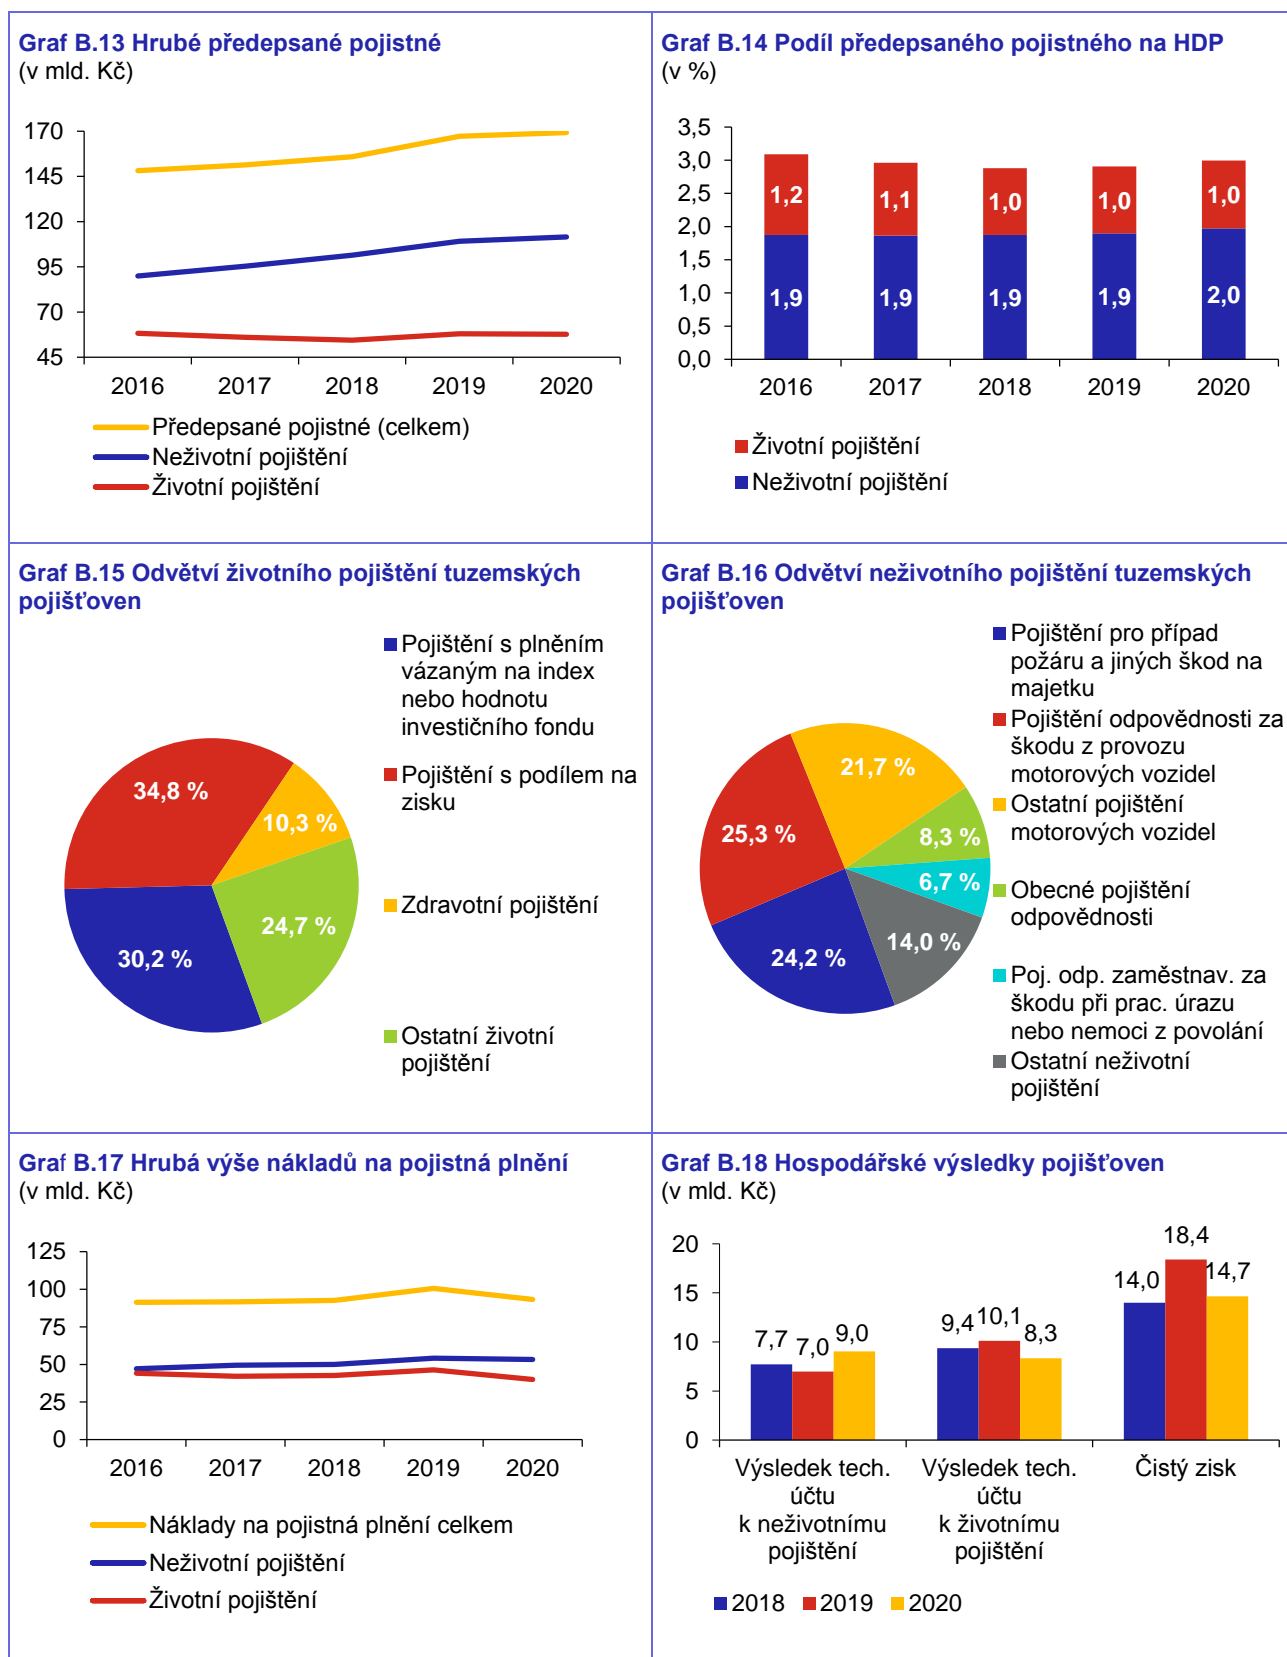 Graf B.13 Hrubé předepsané pojistné
(v mld. Kč)
170
145
120
95
70
45
2016 2017 2018 2019 2020
Předepsané pojistné (celkem)
Neživotní pojištění
Životní pojištění
Graf B.14 Podíl předepsaného pojistného na HDP
(v %)
3,5
3,0
2,5
2,0
1,5
1,0
0,5
0,0
1,2 1,1 1,0 1,0 1,0
1,9 1,9 1,9 1,9 2,0
2016 2017 2018 2019 2020
Životní pojištění
Neživotní pojištění
Graf B.15 Odvětví životního pojištění tuzemských
pojišťoven
34,8 %
10,3 %
24,7 %
30,2 %
Pojištění s plněním
vázaným na index
nebo hodnotu
investičního fondu
Pojištění s podílem na
zisku
Zdravotní pojištění
Ostatní životní
pojištění
Graf B.16 Odvětví neživotního pojištění tuzemských
pojišťoven
21,7 %
25,3 %
8,3 %
6,7 %
14,0 %
24,2 %
Pojištění pro případ
požáru a jiných škod na
majetku
Pojištění odpovědnosti za
škodu z provozu
motorových vozidel
Ostatní pojištění
motorových vozidel
Obecné pojištění
odpovědnosti
Poj. odp. zaměstnav. za
škodu při prac. úrazu
nebo nemoci z povolání
Ostatní neživotní
pojištění
Graf B.17 Hrubá výše nákladů na pojistná plnění
(v mld. Kč)
125
100
75
50
25
0
2016 2017 2018 2019 2020
Náklady na pojistná plnění celkem
Neživotní pojištění
Životní pojištění
Graf B.18 Hospodářské výsledky pojišťoven
(v mld. Kč)
20
15
10
5
0
7,7 7,0 9,0
9,4 10,1 8,3
14,0 18,4 14,7
Výsledek tech.
účtu
k neživotnímu
pojištění
Výsledek tech.
účtu
k životnímu
pojištění
Čistý zisk
2018 2019 2020